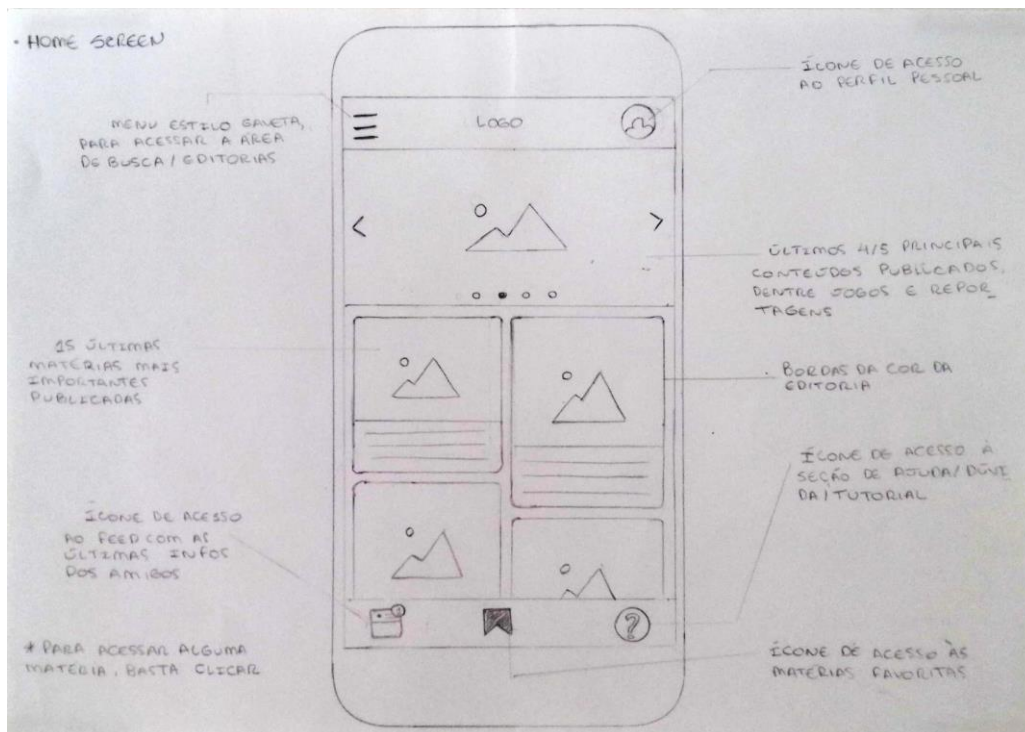 • HOME SCREEN
ÍCONE DE ACESSO
AO PERFIL PESSOAL
MENU ESTILO GAVETA,
PARA ACESSAR A ÁREA
DE BUSCA / EDITORIAS
LOGO
ÚLTIMOS 4/5 PRINCIPAIS
CONTEÚDOS PUBLICADOS,
DENTRE JOGOS E REPOR_
TAGENS
15 ÚLTIMAS
MATÉRIAS MAIS
IMPORTANTES
PUBLICADAS
BORDAS DA COR DA
EDITORIA
ÍCONE DE ACESSO À
SEÇÃO DE AJUDA/DÚVI
DA/TUTORIAL
ÍCONE DE ACESSO
AO FEED COM AS
ÚLTIMAS INFOS
DOS AMIGOS
?
* PARA ACESSAR ALGUMA
MATÉRIA, BASTA CLICAR
ÍCONE DE ACESSO ÀS
MATÉRIAS FAVORITAS